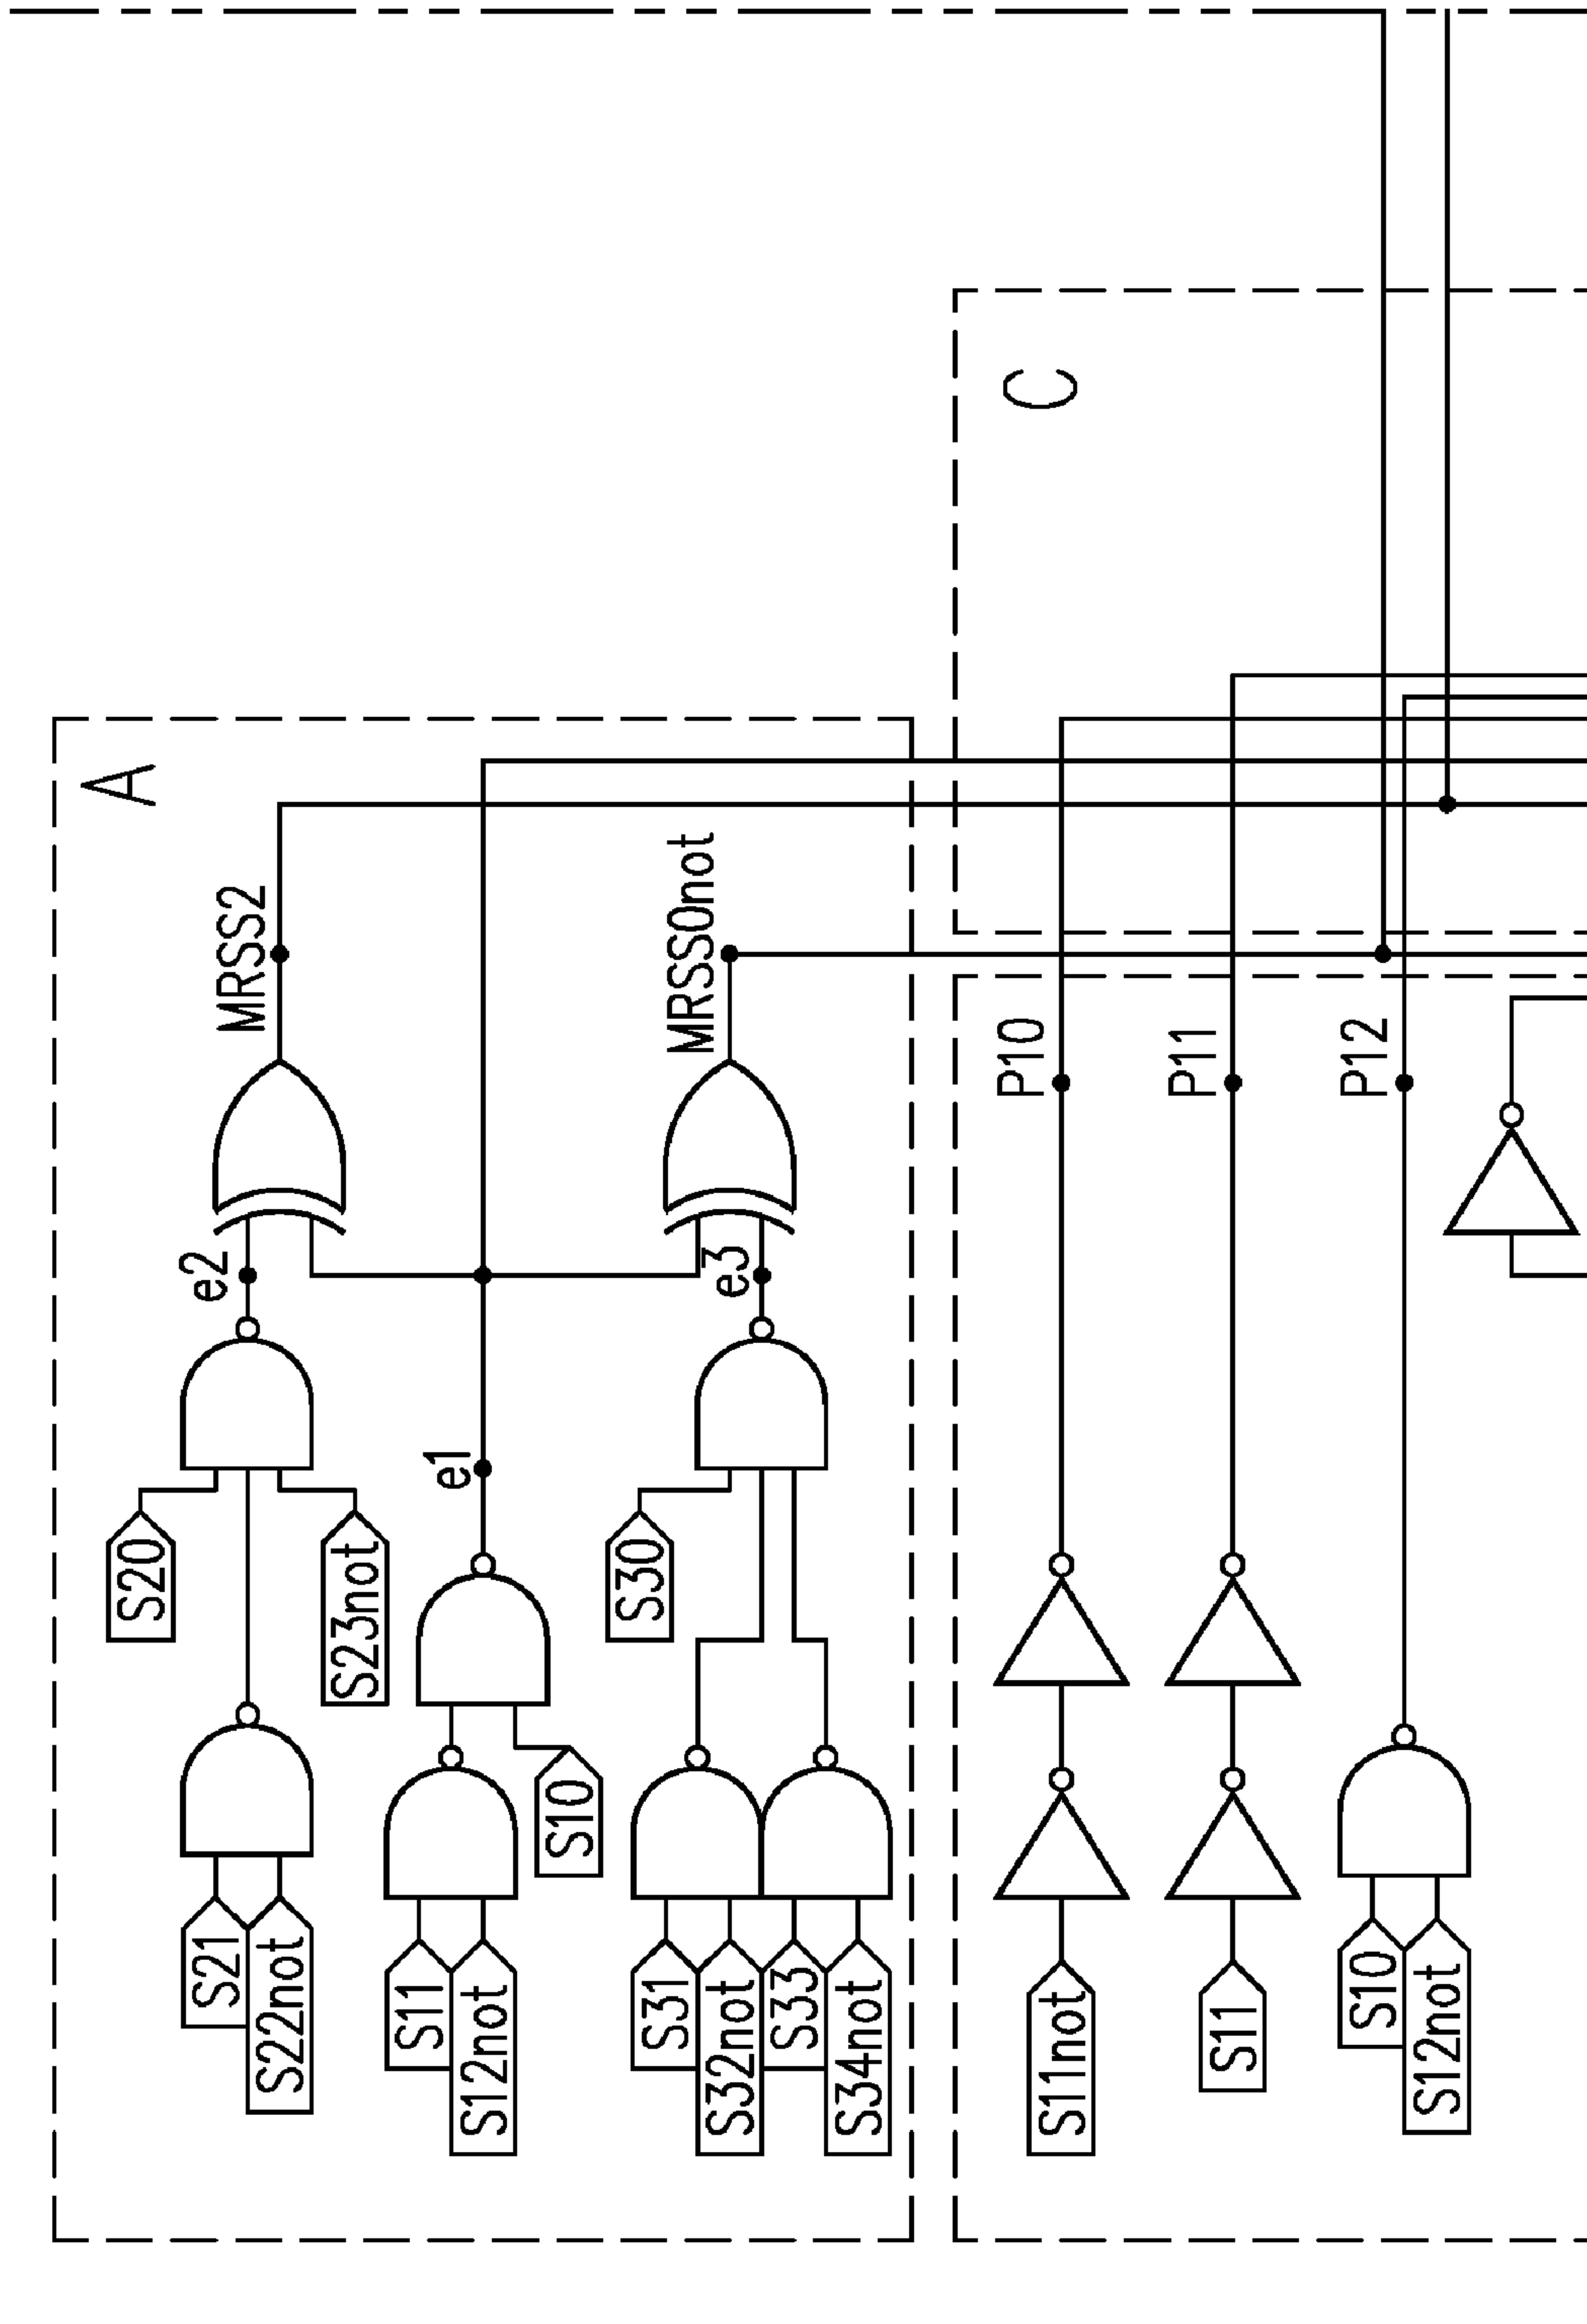 S20
S21
S22not
S23not
e2
MRSS2
A
S11
S12not
S10
e1
S30
S31
S32not
S33
S34not
e3
MRSS0not
C
S11not
P10
S11
P11
S10
S12not
P12